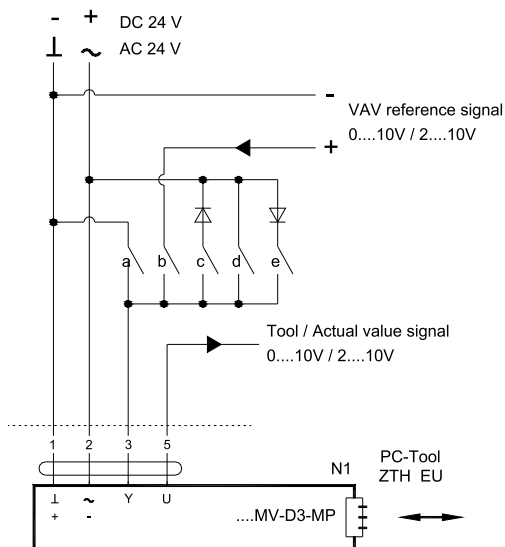 - + DC 24 V
⊥ ~ AC 24 V
-
VAV reference signal
+ 0....10V / 2....10V
a b c d e
Tool / Actual value signal
0....10V / 2....10V
1 2 3 5
N1 PC-Tool
ZTH EU
⊥ ~ Y U
+ - ....MV-D3-MP